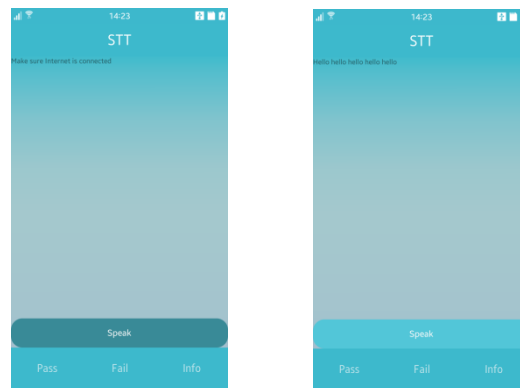 14:23
STT
Make sure Internet is connected
Speak
Pass Fail Info
14:23
STT
Hello hello hello hello hello
Speak
Pass Fail Info